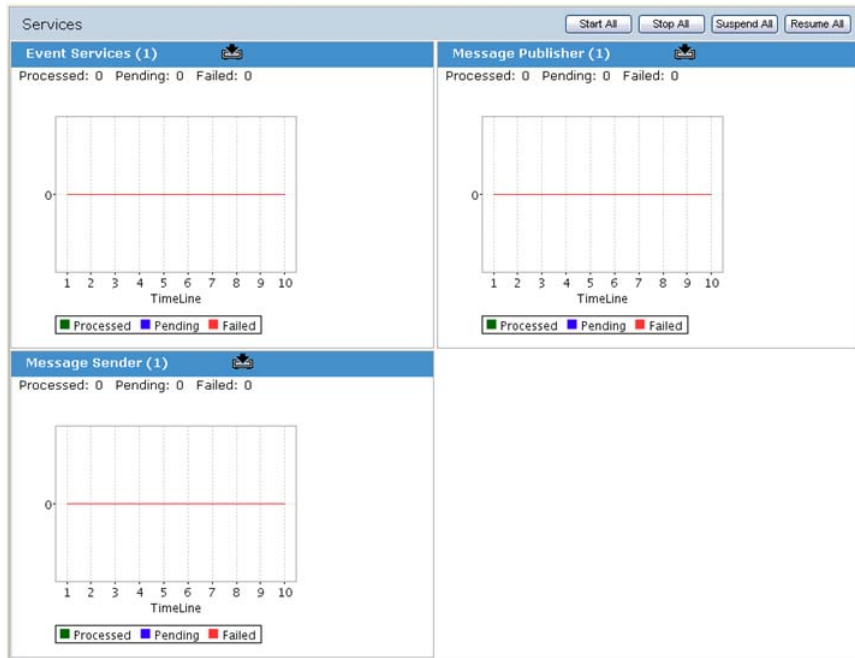 Services
Start All Stop All Suspend All Resume All
Event Services (1)
Processed: 0 Pending: 0 Failed: 0
0
1 2 3 4 5 6 7 8 9 10
TimeLine
Processed Pending Failed
Message Publisher (1)
Processed: 0 Pending: 0 Failed: 0
0
1 2 3 4 5 6 7 8 9 10
TimeLine
Processed Pending Failed
Message Sender (1)
Processed: 0 Pending: 0 Failed: 0
0
1 2 3 4 5 6 7 8 9 10
TimeLine
Processed Pending Failed